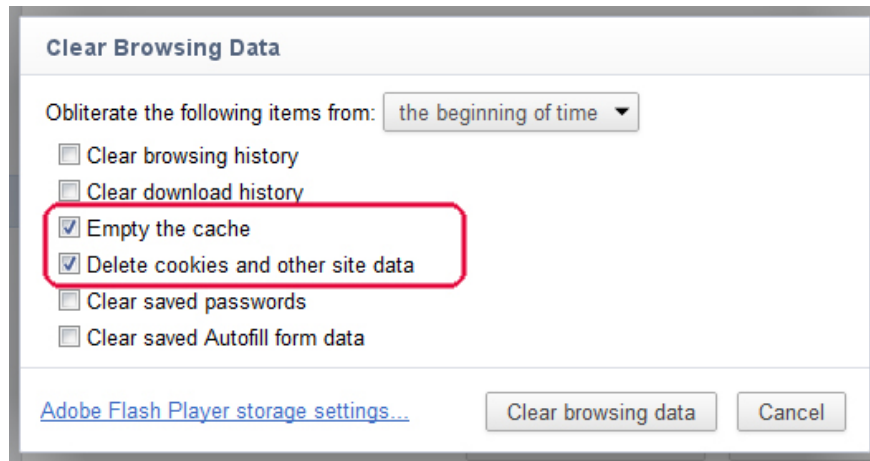 Clear Browsing Data
Obliterate the following items from: the beginning of time
Clear browsing history
Clear download history
Empty the cache
Delete cookies and other site data
Clear saved passwords
Clear saved Autofill form data
Adobe Flash Player storage settings... Clear browsing data Cancel